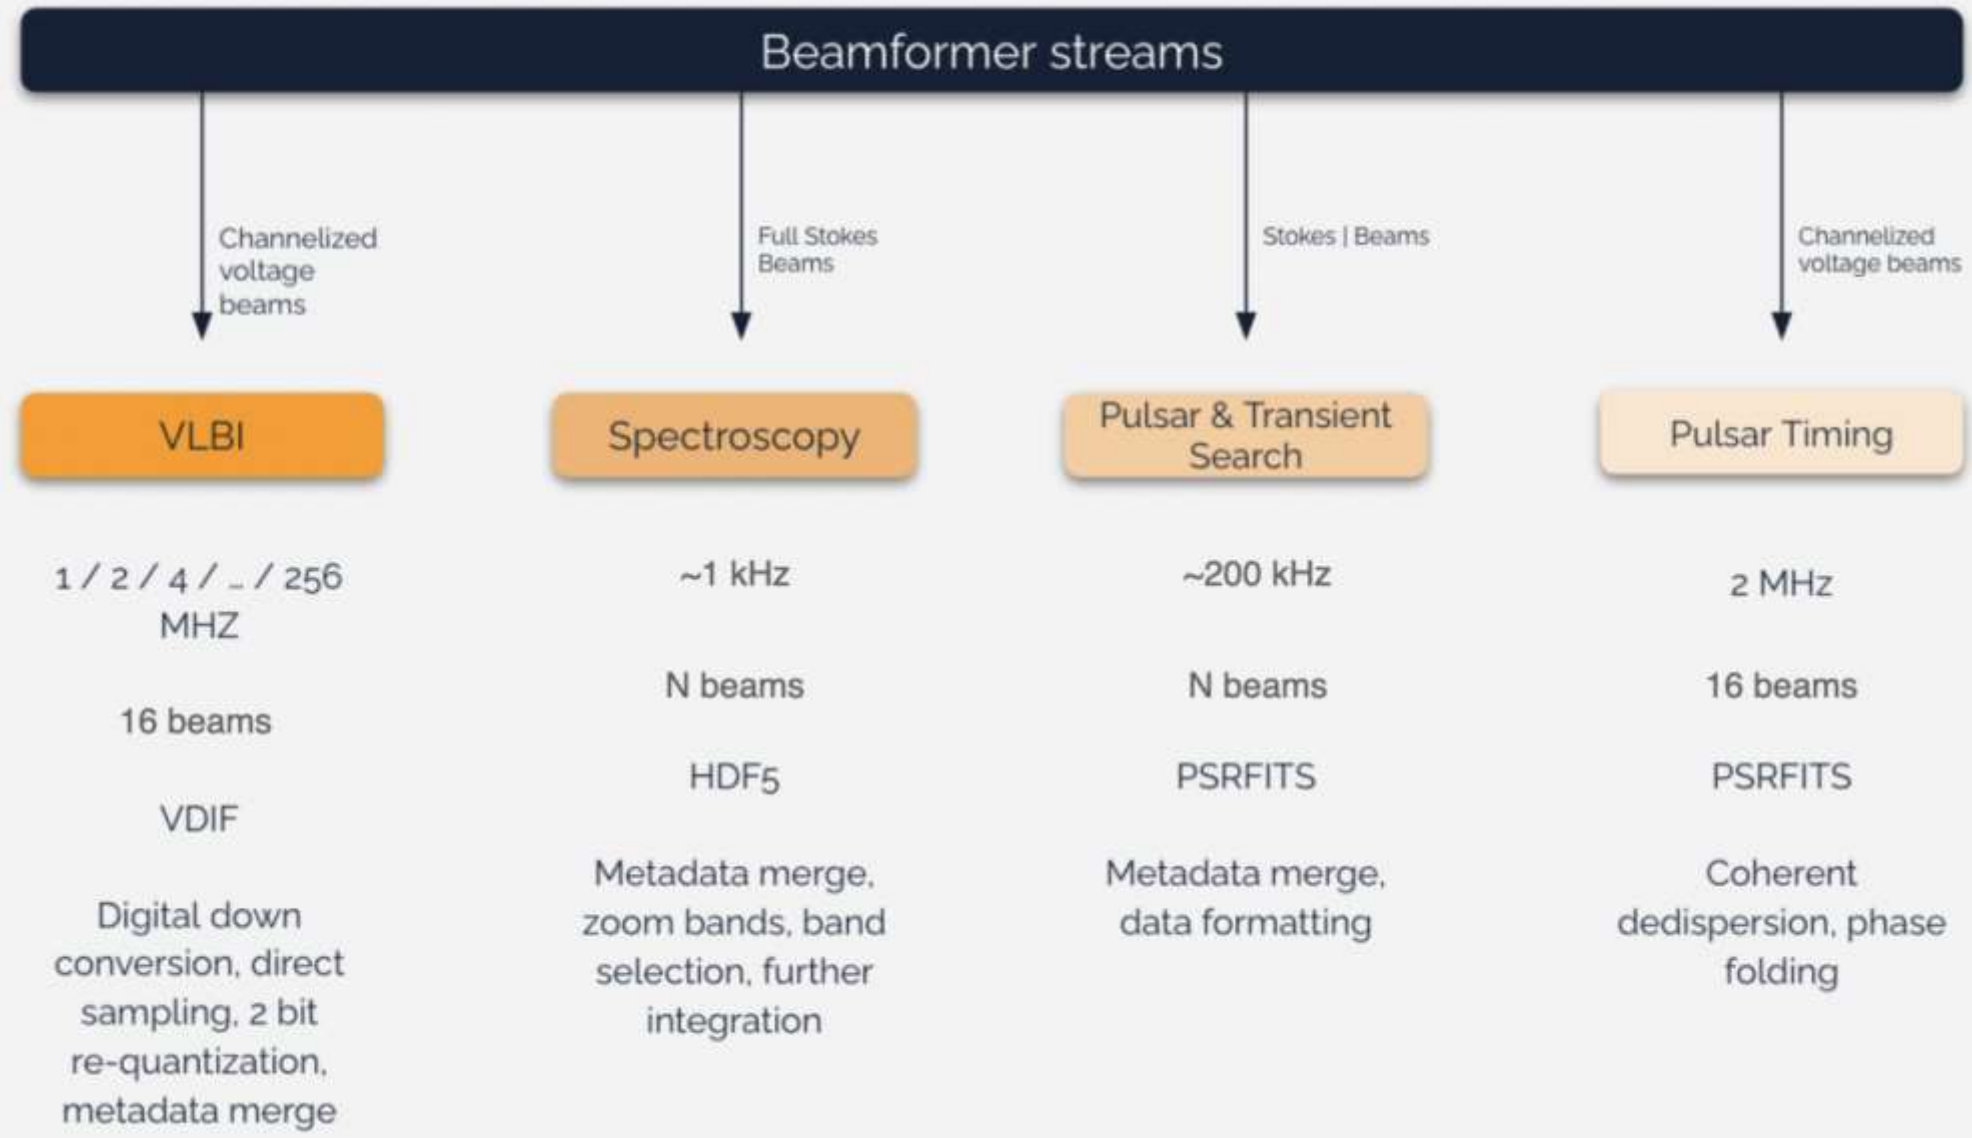 Beamformer streams
Channelized
voltage
beams
Full Stokes
Beams
Stokes | Beams
Channelized
voltage beams
VLBI
Spectroscopy
Pulsar & Transient
Search
Pulsar Timing
1 / 2 / 4 / … / 256
MHZ
16 beams
VDIF
Digital down
conversion, direct
sampling, 2 bit
re-quantization,
metadata merge
~1 kHz
N beams
HDF5
Metadata merge,
zoom bands, band
selection, further
integration
~200 kHz
N beams
PSRFITS
Metadata merge,
data formatting
2 MHz
16 beams
PSRFITS
Coherent
dedispersion, phase
folding